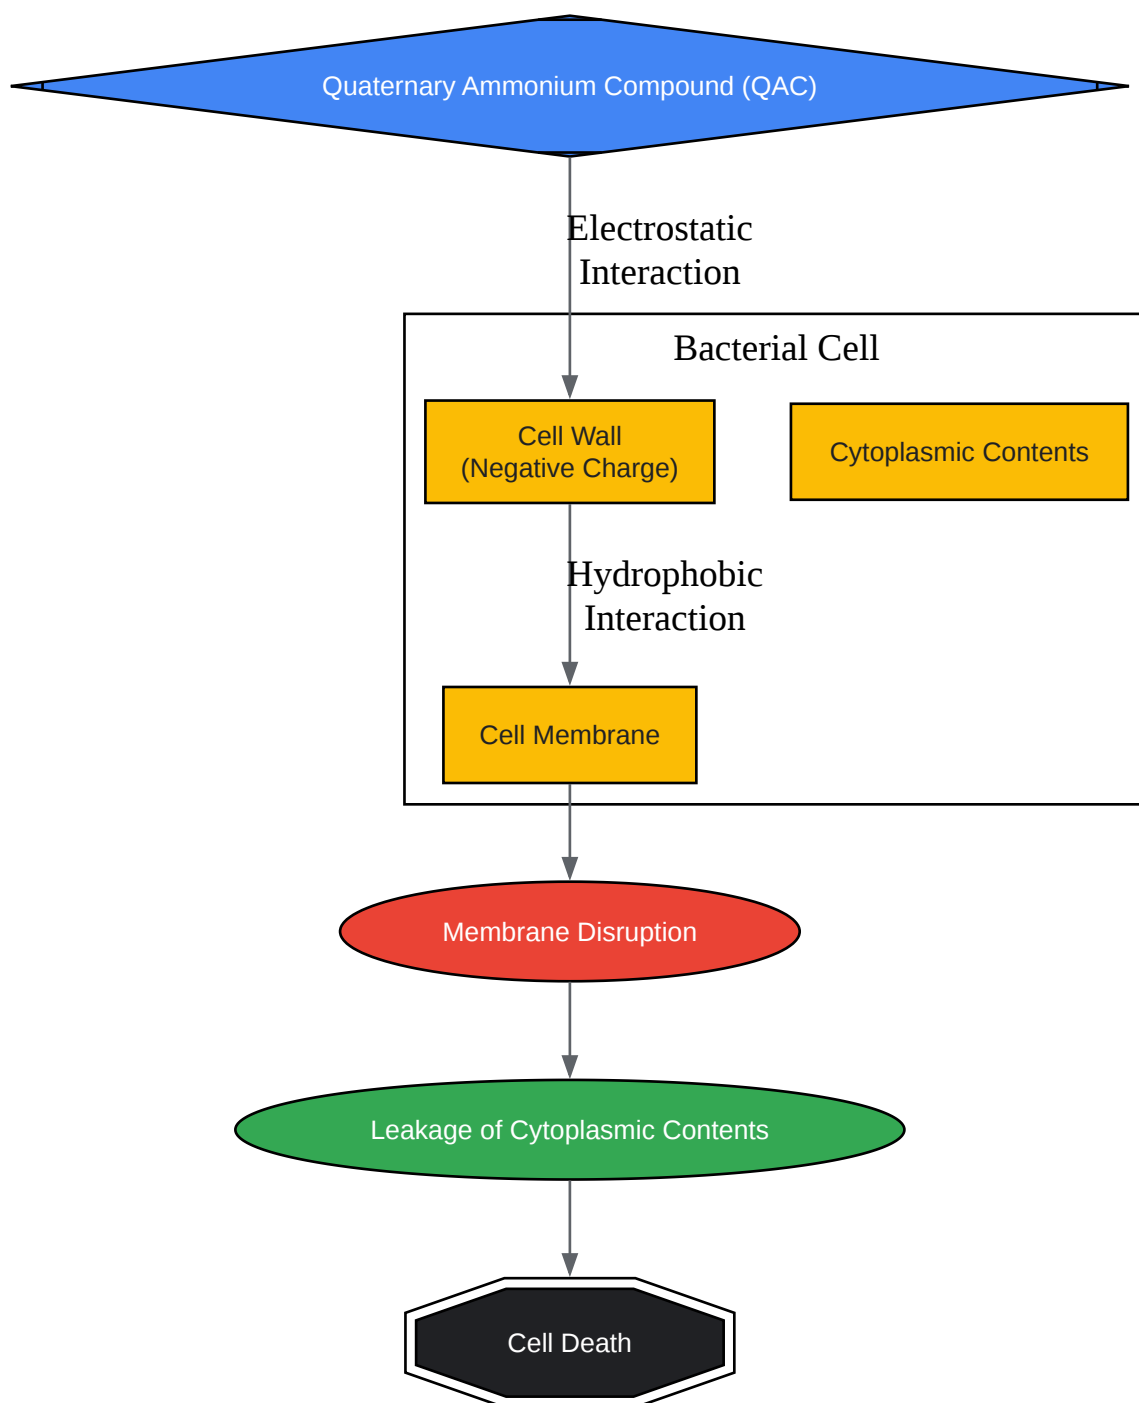 Quaternary Ammonium Compound (QAC)
Electrostatic
Interaction
Bacterial Cell
Cell Wall
(Negative Charge)
Cytoplasmic Contents
Hydrophobic
Interaction
Cell Membrane
Membrane Disruption
Leakage of Cytoplasmic Contents
Cell Death